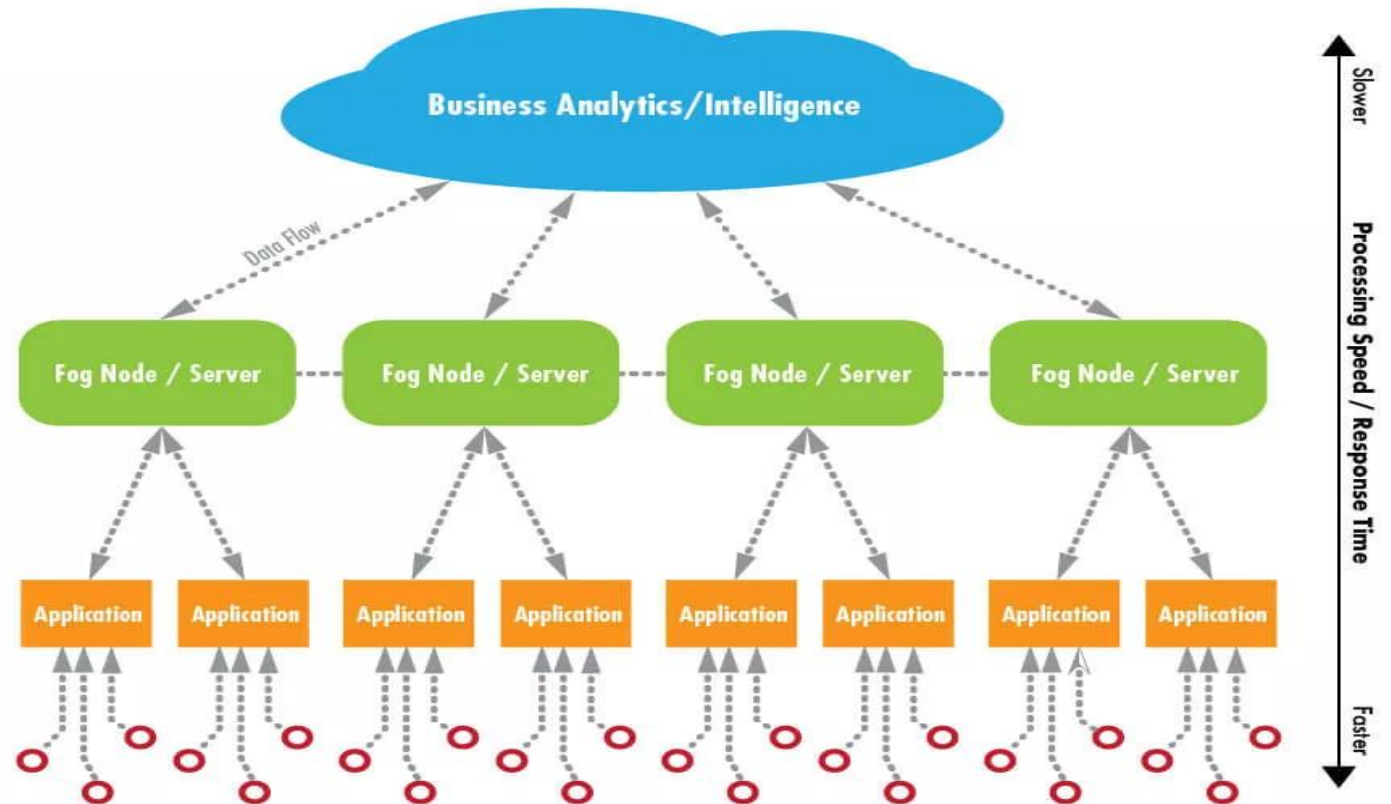 Business Analytics/Intelligence
Slower
Data Flow
Processing Speed / Response Time
Fog Node / Server
Fog Node / Server
Fog Node / Server
Fog Node / Server
Application
Application
Application
Application
Application
Application
Application
Application
Faster